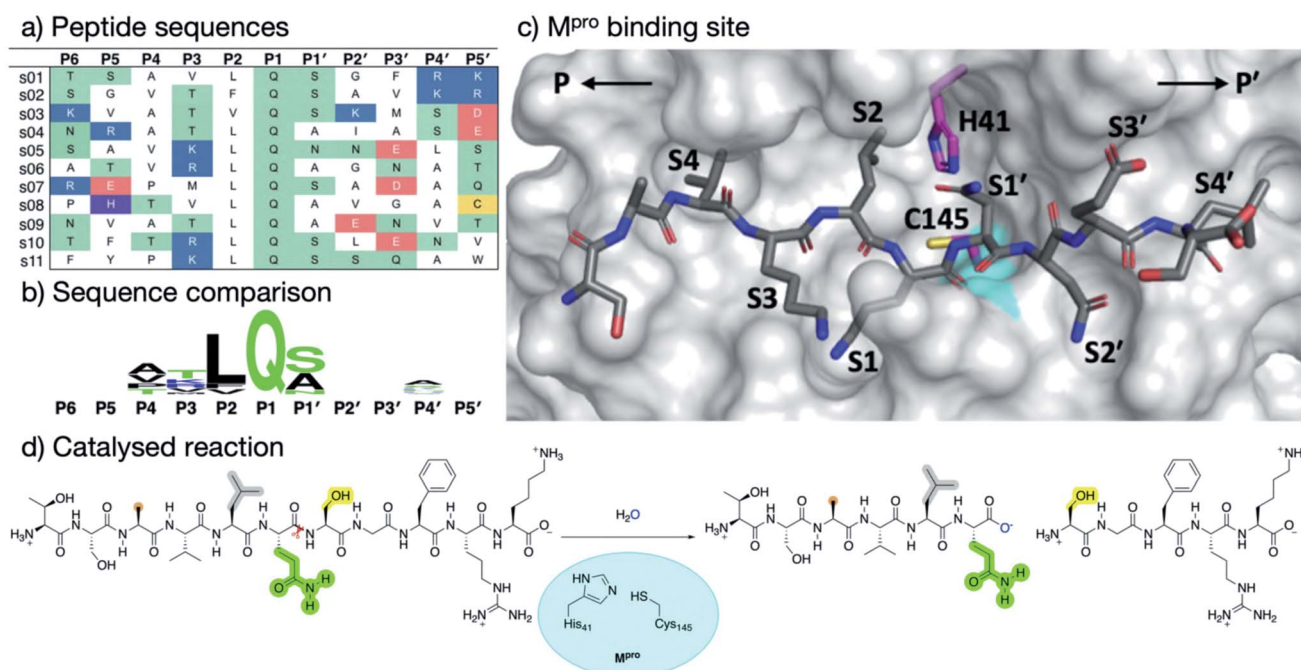 a) Peptide sequences
P6 P5 P4 P3 P2 P1 P1′ P2′ P3′ P4′ P5′
s01 T S A V L Q S G F R K
s02 S G V T F Q S A V K R
s03 K V A T V Q S K M S D
s04 N R A T L Q A I A S E
s05 S A V K L Q N N E L S
s06 A T V R L Q A G N A T
s07 R E P M L Q S A D A Q
s08 P H T V L Q A V G A C
s09 N V A T L Q A E N V T
s10 T F T R L Q S L E N V
s11 F Y P K L Q S S Q A W
b) Sequence comparison
L Q S
A
P6 P5 P4 P3 P2 P1 P1′ P2′ P3′ P4′ P5′
c) Mpro binding site
P P′
S2 H41 S3′
S4 S1′ S4′
C145
S3 S1 S2′
d) Catalysed reaction
H2O
HN N HS
His41 Cys145
Mpro